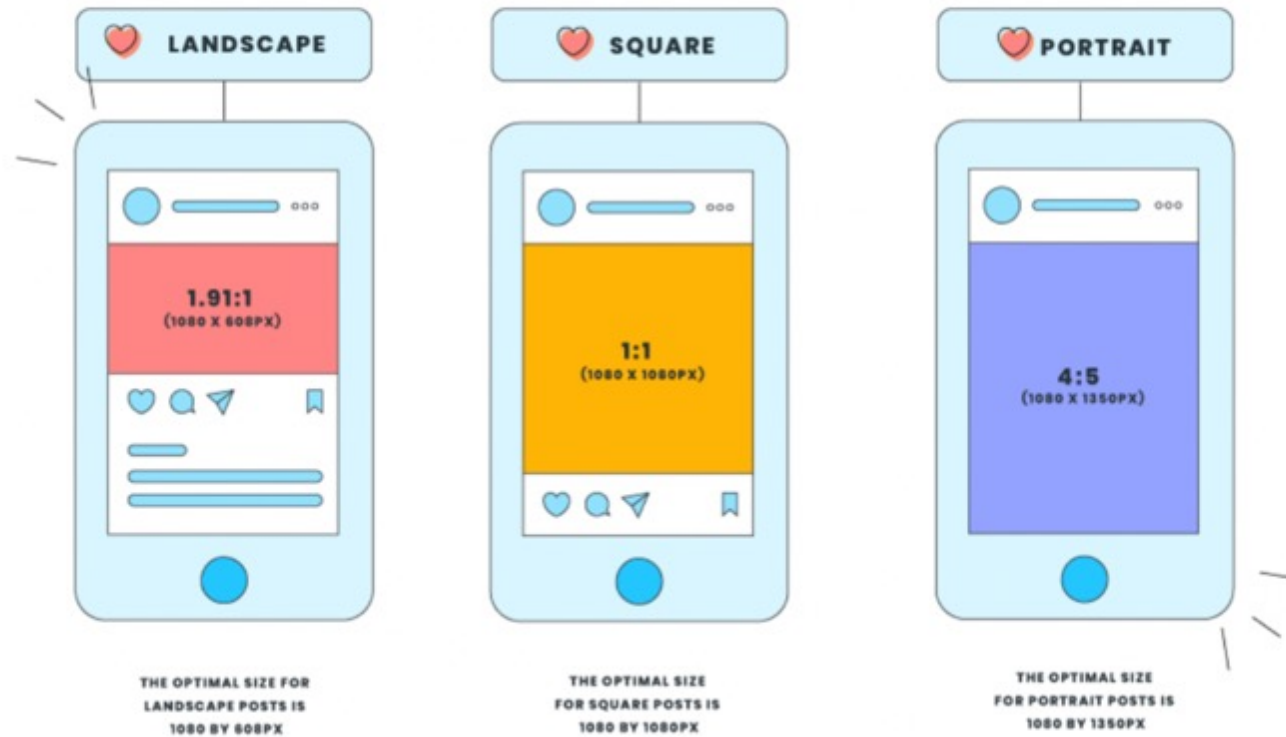 LANDSCAPE
1.91:1
(1080 X 608PX)
THE OPTIMAL SIZE FOR
LANDSCAPE POSTS IS
1080 BY 608PX
SQUARE
1:1
(1080 X 1080PX)
THE OPTIMAL SIZE
FOR SQUARE POSTS IS
1080 BY 1080PX
PORTRAIT
4:5
(1080 X 1350PX)
THE OPTIMAL SIZE
FOR PORTRAIT POSTS IS
1080 BY 1350PX